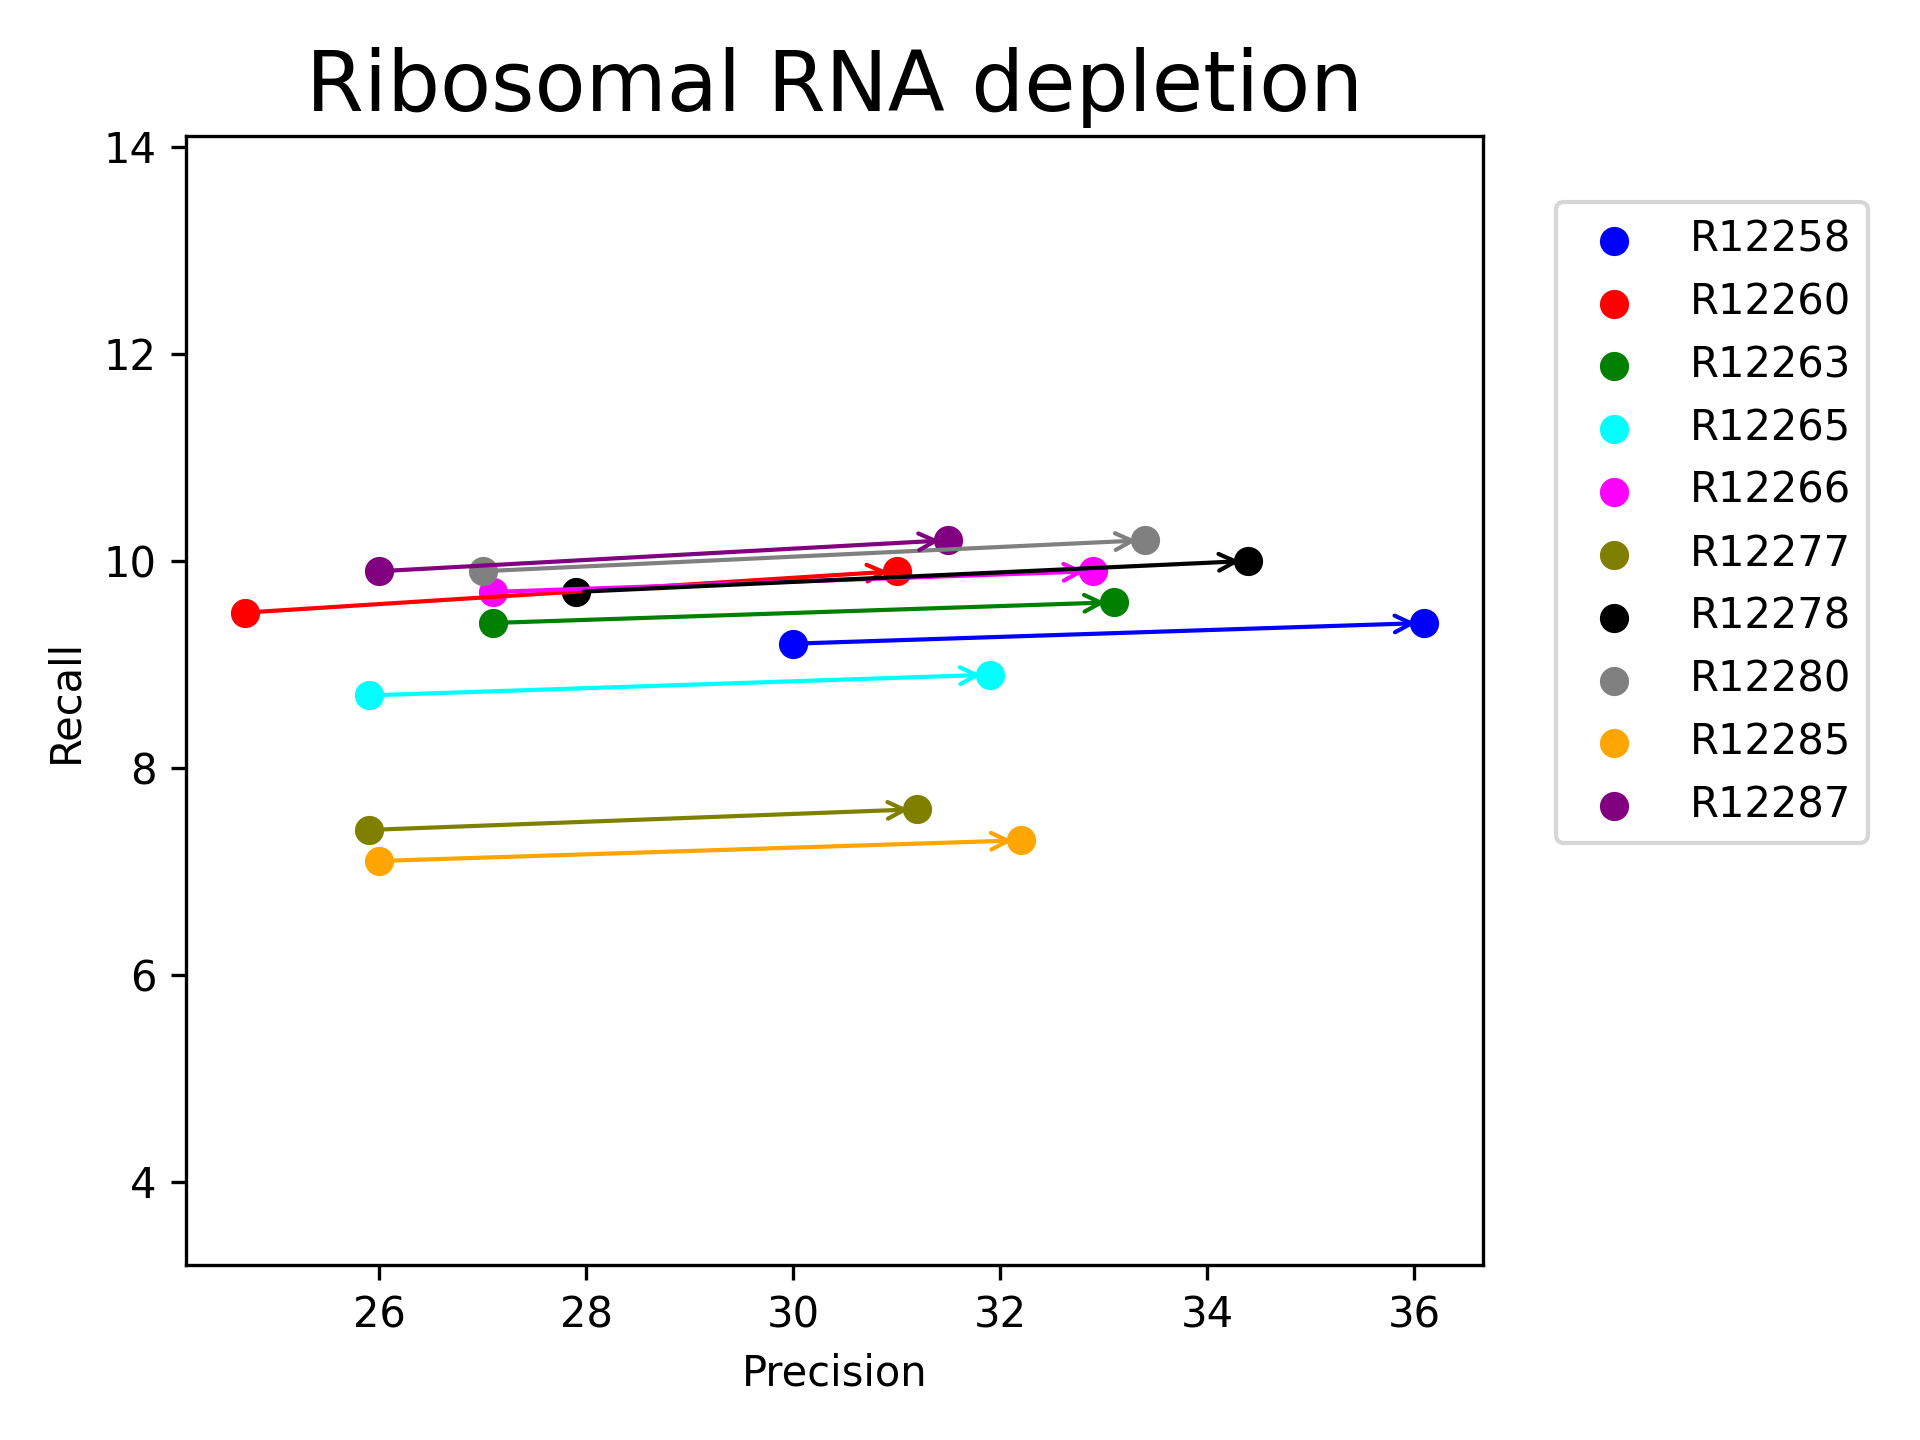 Ribosomal RNA depletion
14
12
10
8
6
4
Recall
26 28 30 32 34 36
Precision
R12258
R12260
R12263
R12265
R12266
R12277
R12278
R12280
R12285
R12287